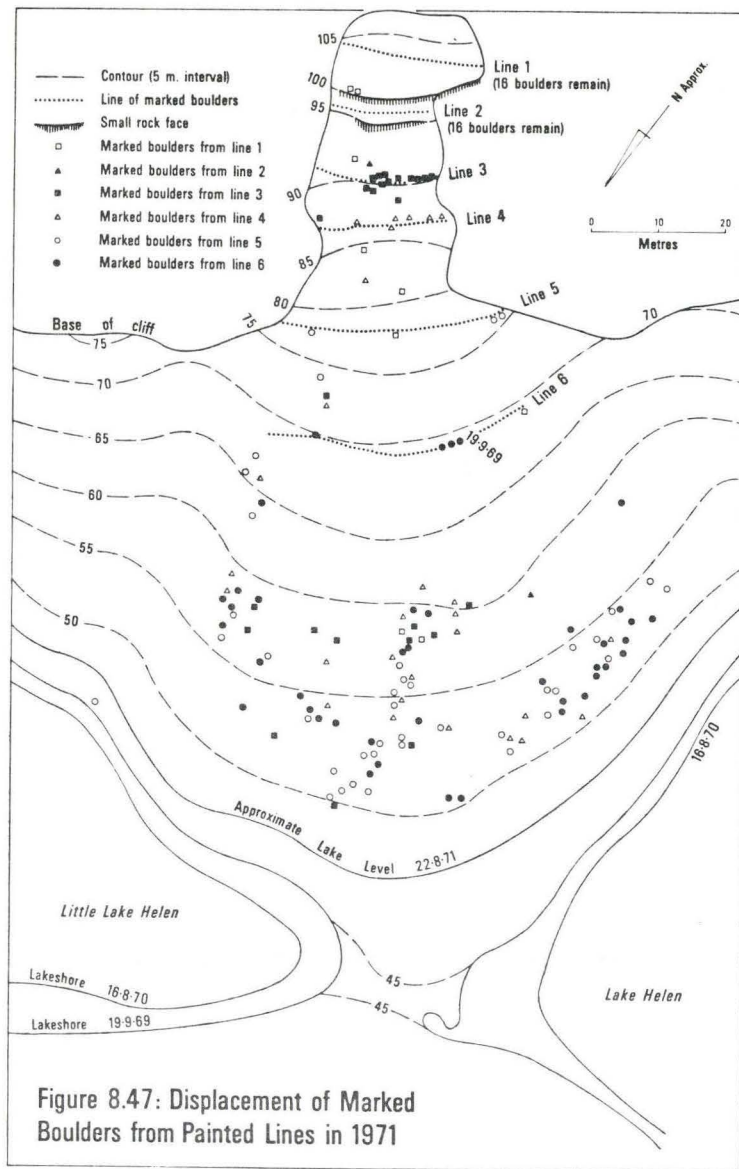 105
100
95
90
85
80
75
Line 1
(16 boulders remain)
Line 2
(16 boulders remain)
Line 3
Line 4
Line 5
Line 6
N Approx.
0 10 20
Metres
Contour (5 m. interval)
Line of marked boulders
Small rock face
Marked boulders from line 1
Marked boulders from line 2
Marked boulders from line 3
Marked boulders from line 4
Marked boulders from line 5
Marked boulders from line 6
Base of cliff
75
70
70
65
60
55
50
19·9·69
16·8·70
Approximate Lake Level 22·8·71
Little Lake Helen
Lakeshore 16·8·70
Lakeshore 19·9·69
45
45
Lake Helen
Figure 8.47: Displacement of Marked
Boulders from Painted Lines in 1971